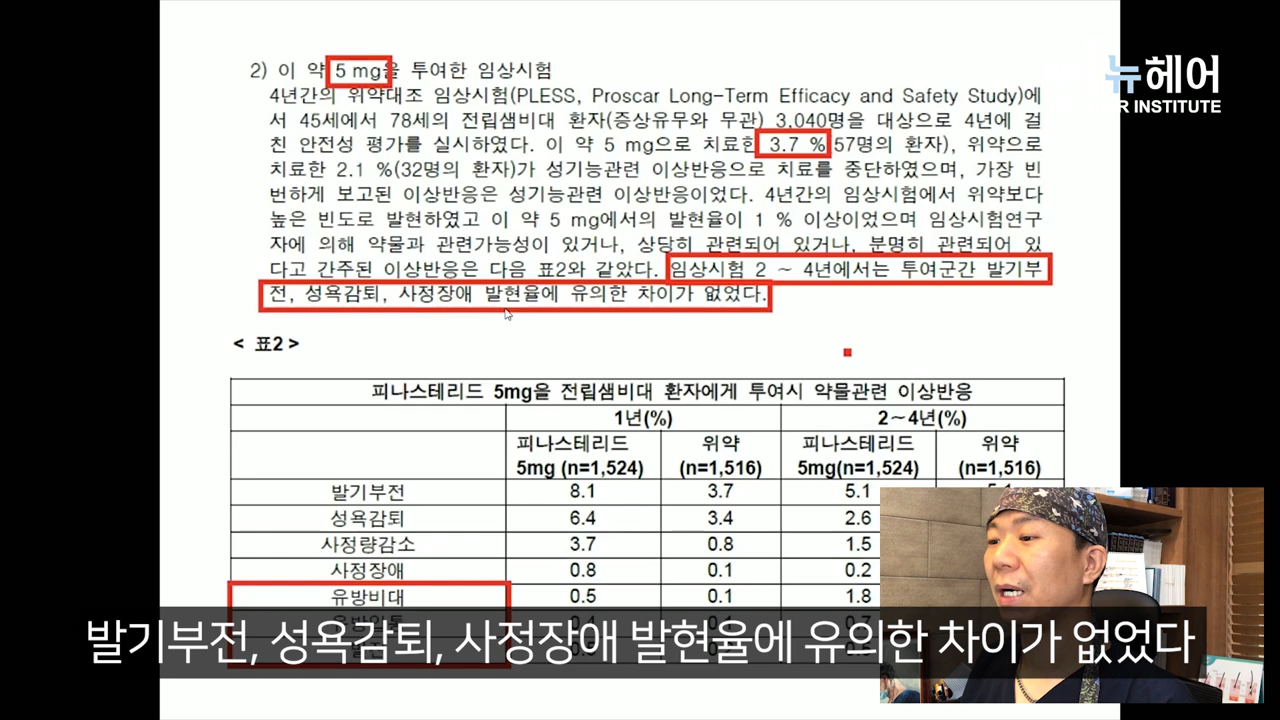 2) 이 약 5 mg을 투여한 임상시험
뉴헤어
R INSTITUTE
4년간의 위약대조 임상시험(PLESS, Proscar Long-Term Efficacy and Safety Study)에
서 45세에서 78세의 전립샘비대 환자(증상유무와 무관) 3,040명을 대상으로 4년에 걸
친 안전성 평가를 실시하였다. 이 약 5 mg으로 치료한 3.7 % 57명의 환자), 위약으로
치료한 2.1 %(32명의 환자)가 성기능관련 이상반응으로 치료를 중단하였으며, 가장 빈
번하게 보고된 이상반응은 성기능관련 이상반응이었다. 4년간의 임상시험에서 위약보다
높은 빈도로 발현하였고 이 약 5 mg에서의 발현율이 1 % 이상이었으며 임상시험연구
자에 의해 약물과 관련가능성이 있거나, 상당히 관련되어 있거나, 분명히 관련되어 있
다고 간주된 이상반응은 다음 표2와 같았다. 임상시험 2 ~ 4년에서는 투여군간 발기부
전, 성욕감퇴, 사정장애 발현율에 유의한 차이가 없었다.
< 표2 >
피나스테리드 5mg을 전립샘비대 환자에게 투여시 약물관련 이상반응
1년(%) 2~4년(%)
피나스테리드 위약 피나스테리드 위약
5mg (n=1,524) (n=1,516) 5mg(n=1,524) (n=1,516)
발기부전 8.1 3.7 5.1
성욕감퇴 6.4 3.4 2.6
사정량감소 3.7 0.8 1.5
사정장애 0.8 0.1 0.2
유방비대 0.5 0.1 1.8
발기부전, 성욕감퇴, 사정장애 발현율에 유의한 차이가 없었다